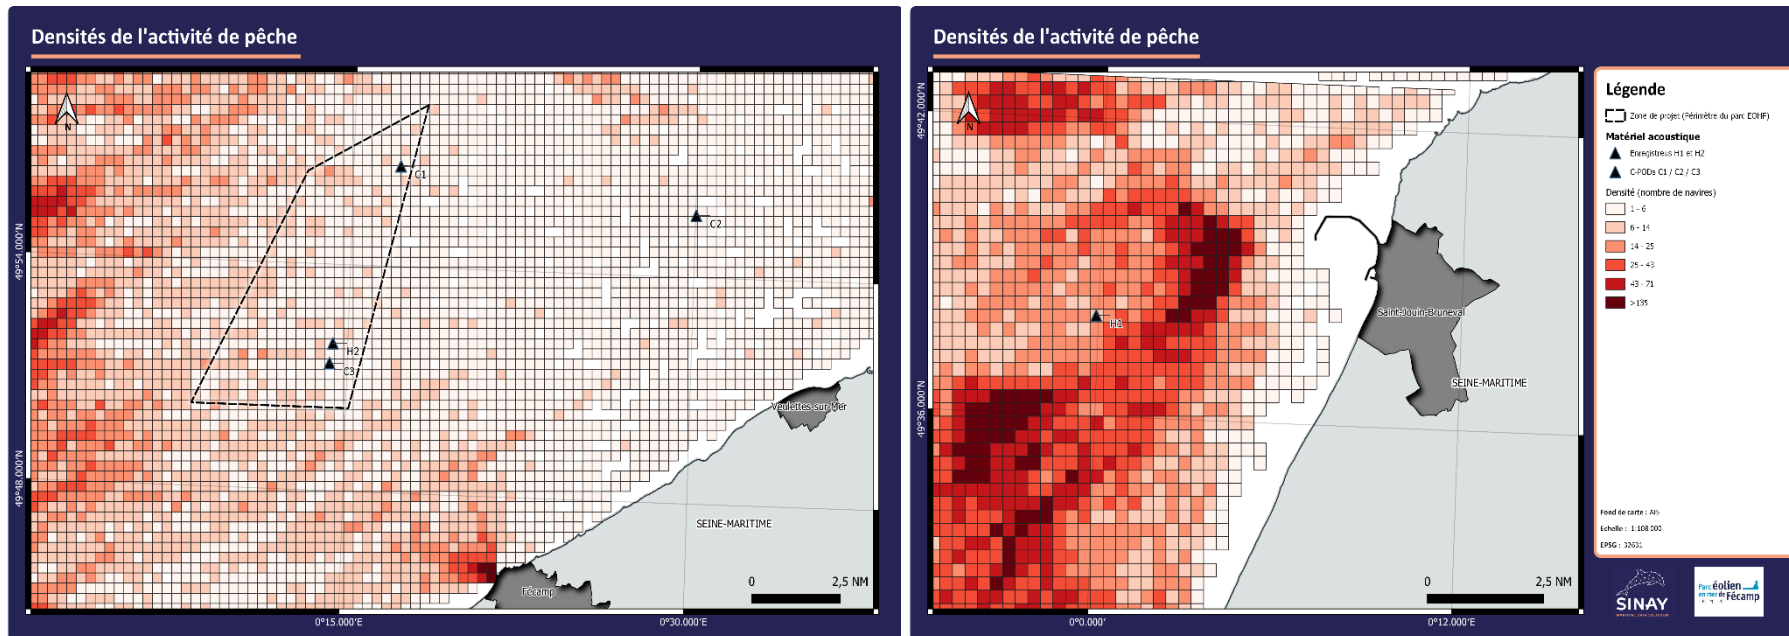 Densités de l'activité de pêche
N
C1
C2
H2
C3
49°54.000'N
49°48.000'N
Veulettes-sur-Mer
SEINE-MARITIME
Fécamp
0
2,5 NM
0°15.000'E
0°30.000'E
Densités de l'activité de pêche
N
49°42.000'N
49°36.000'N
H1
Saint-Jouin-Bruneval
SEINE-MARITIME
0
2,5 NM
0°0.000'
0°12.000'E
Légende
Zone de projet (Périmètre du parc EOHF)
Matériel acoustique
Enregistreurs H1 et H2
C-PODs C1 / C2 / C3
Densité (nombre de navires)
1 - 6
6 - 14
14 - 25
25 - 43
43 - 71
>135
Fond de carte : AIS
Echelle : 1:108 000
EPSG : 32631
SINAY
Parc éolien
en mer de Fécamp